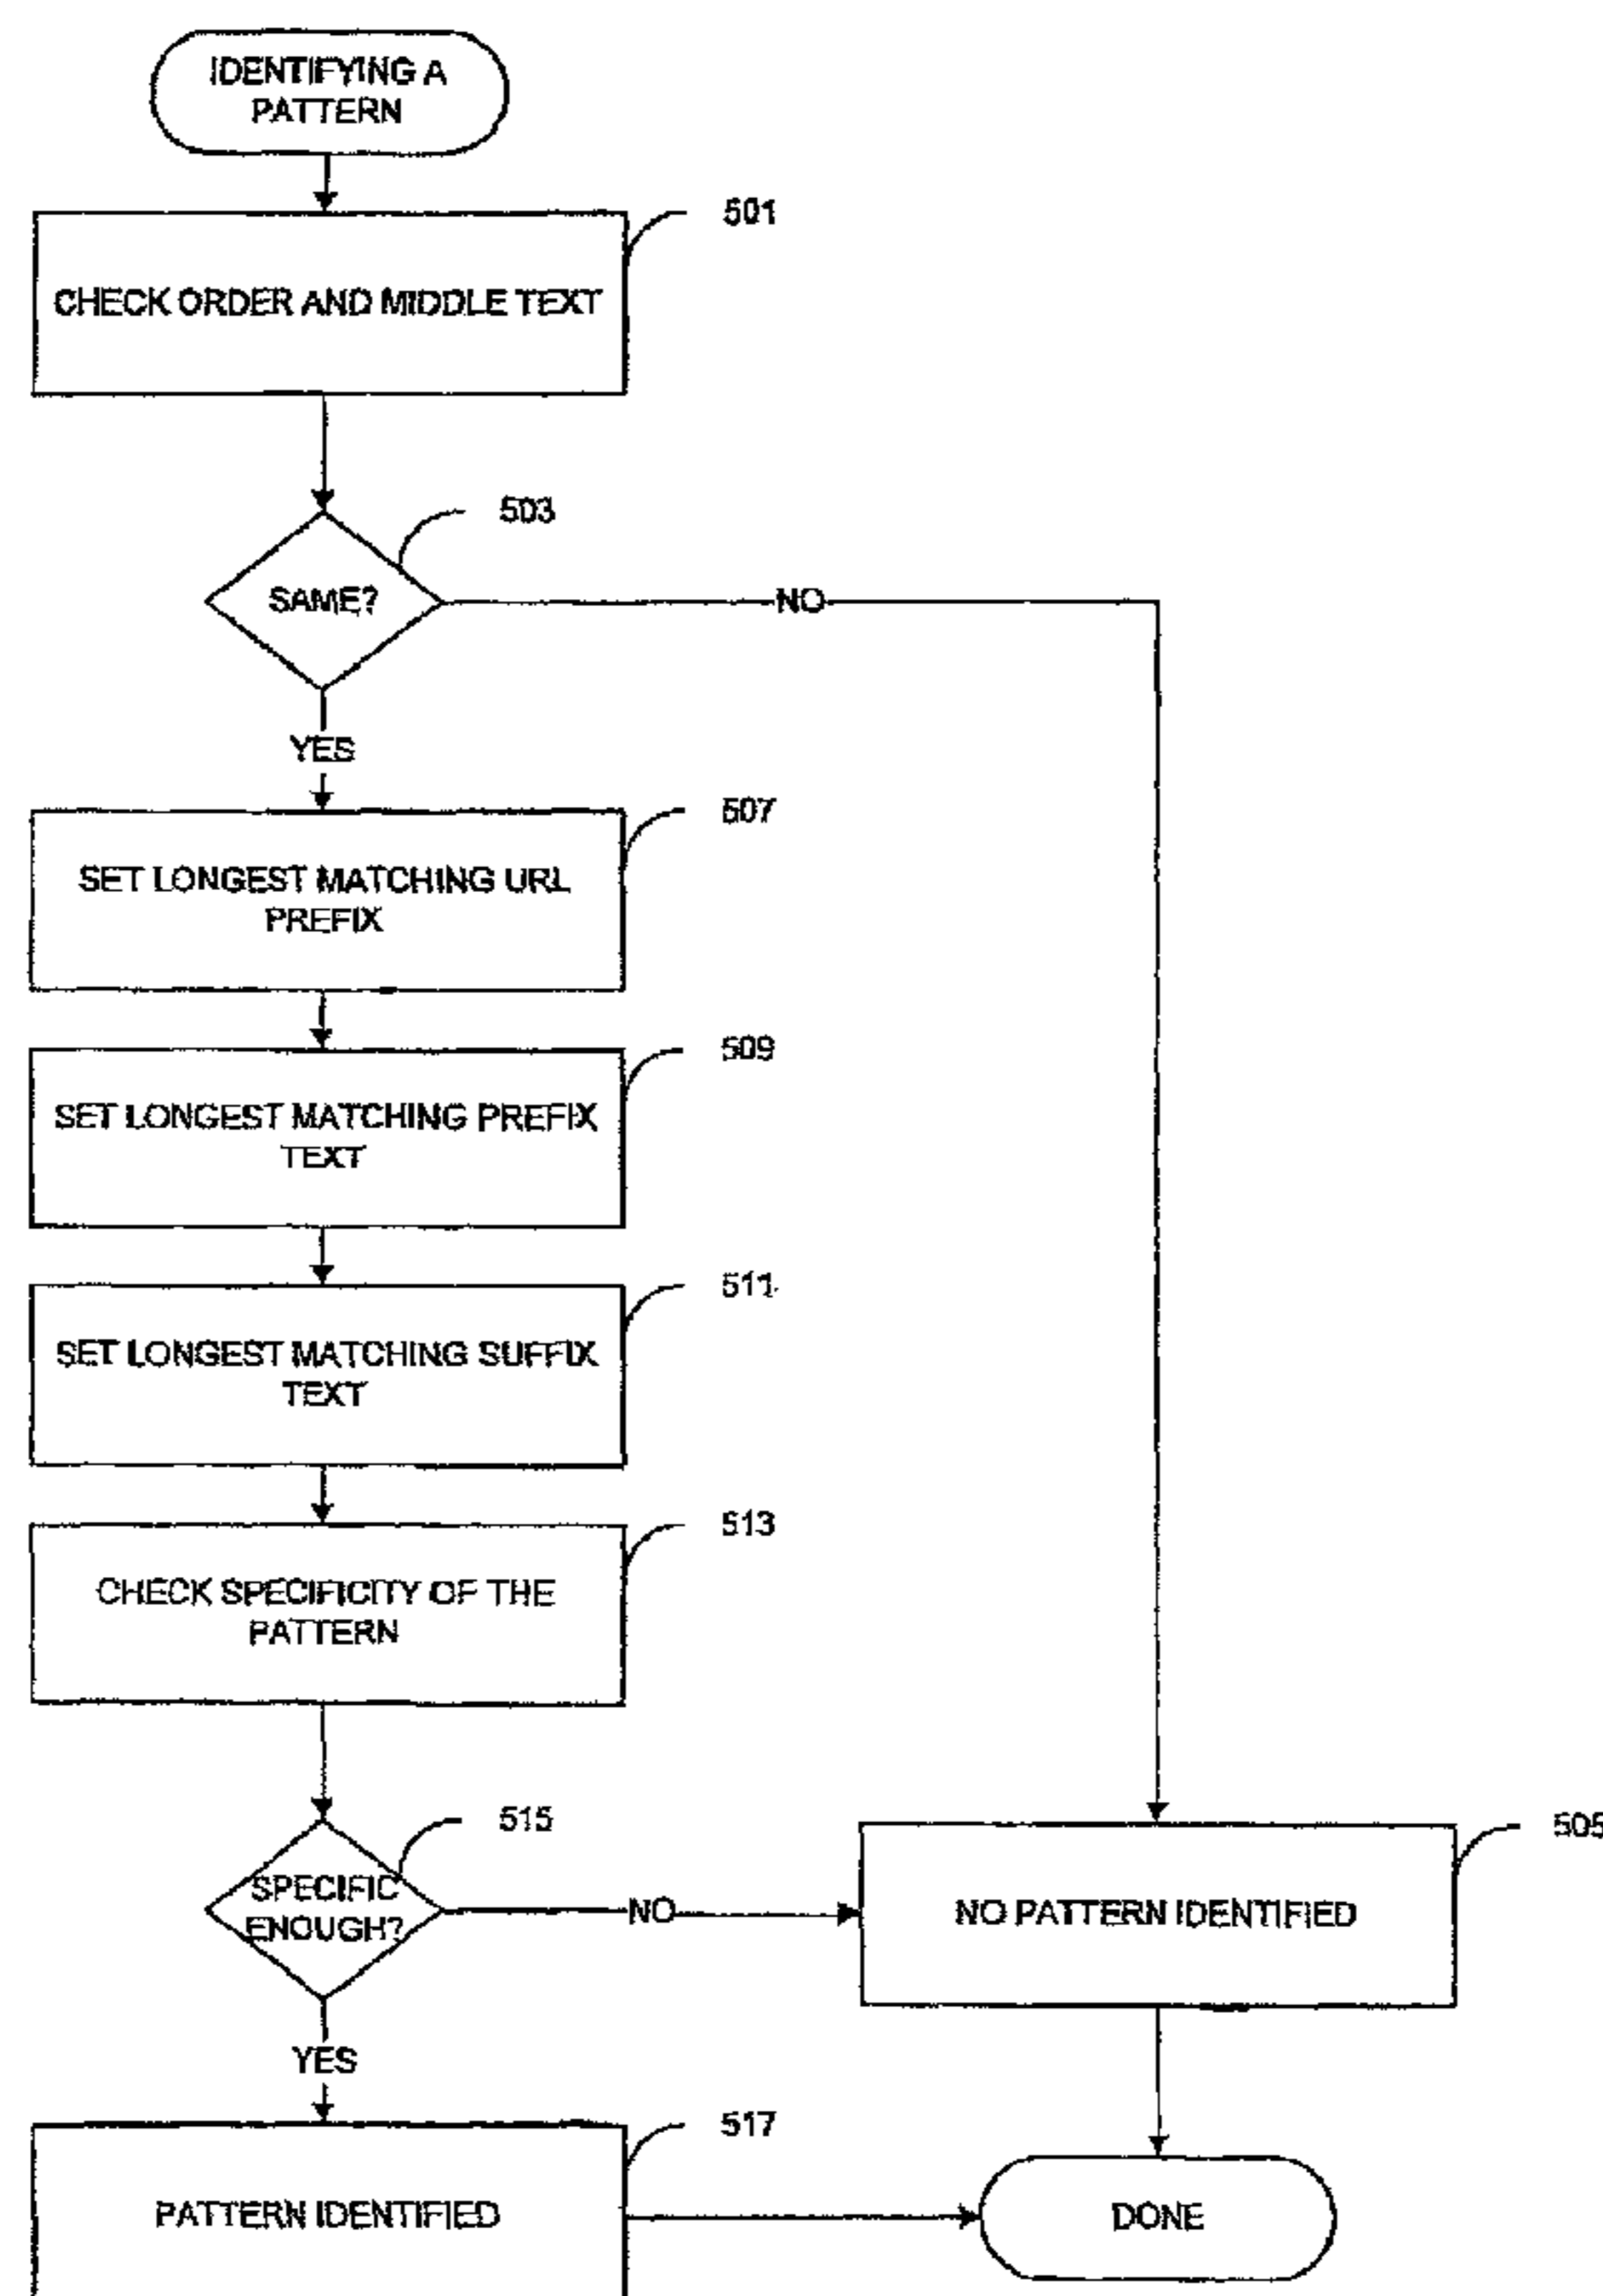 IDENTIFYING A
PATTERN
501
CHECK ORDER AND MIDDLE TEXT
503
SAME?
NO
YES
507
SET LONGEST MATCHING URL
PREFIX
509
SET LONGEST MATCHING PREFIX
TEXT
511
SET LONGEST MATCHING SUFFIX
TEXT
513
CHECK SPECIFICITY OF THE
PATTERN
515
SPECIFIC
ENOUGH?
NO
505
NO PATTERN IDENTIFIED
YES
517
PATTERN IDENTIFIED
DONE